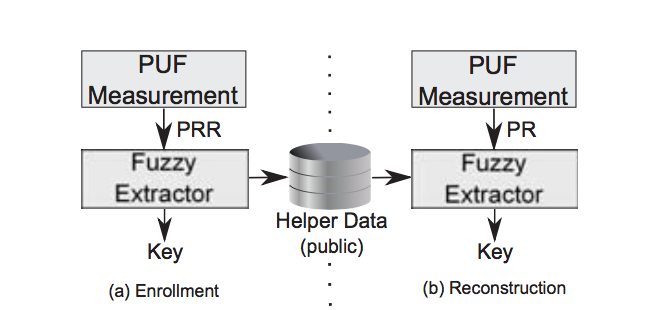 PUF
Measurement
PRR
Fuzzy
Extractor
Key
(a) Enrollment
Helper Data
(public)
PUF
Measurement
PR
Fuzzy
Extractor
Key
(b) Reconstruction